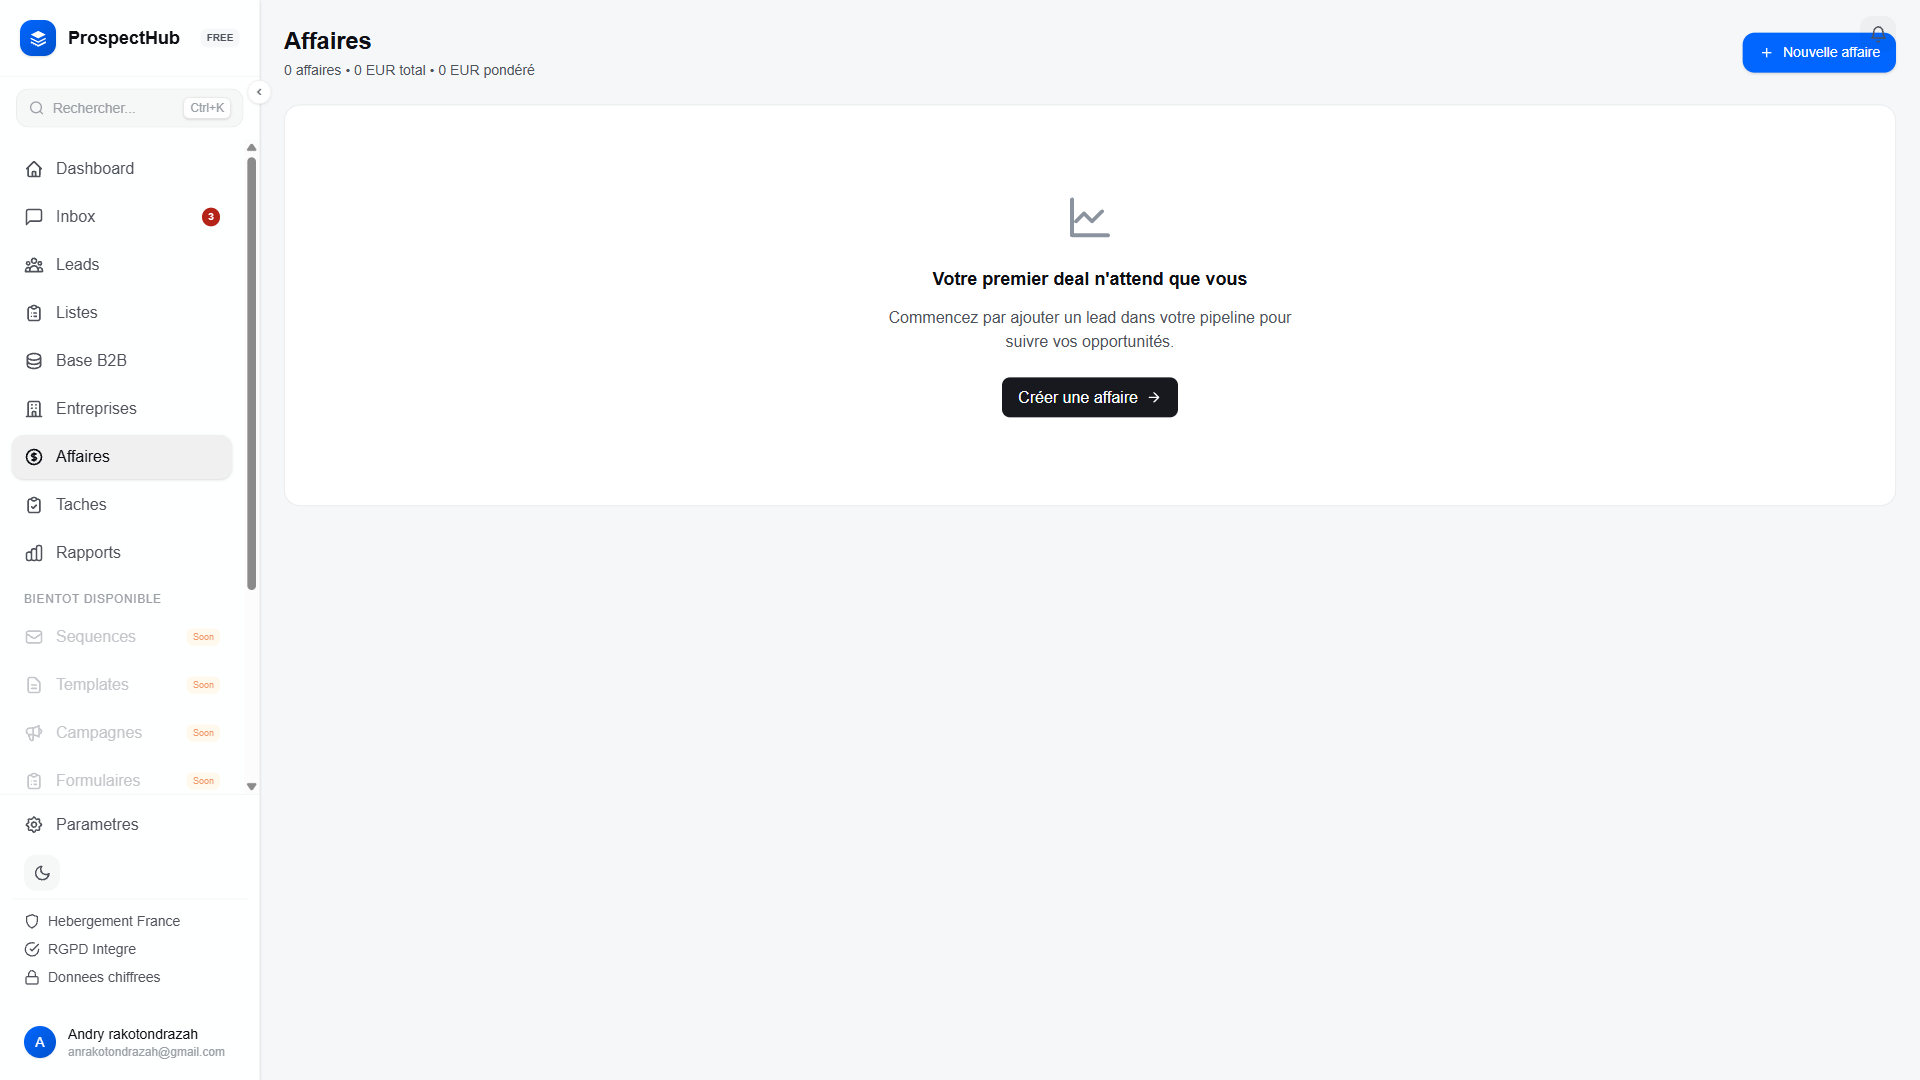 ProspectHub FREE
Rechercher... Ctrl+K
Dashboard
Inbox 3
Leads
Listes
Base B2B
Entreprises
Affaires
Taches
Rapports
BIENTOT DISPONIBLE
Sequences Soon
Templates Soon
Campagnes Soon
Formulaires Soon
Parametres
Hebergement France
RGPD Integre
Donnees chiffrees
A
Andry rakotondrazah
anrakotondrazah@gmail.com
Affaires
0 affaires • 0 EUR total • 0 EUR pondéré
+ Nouvelle affaire
Votre premier deal n'attend que vous
Commencez par ajouter un lead dans votre pipeline pour
suivre vos opportunités.
Créer une affaire →